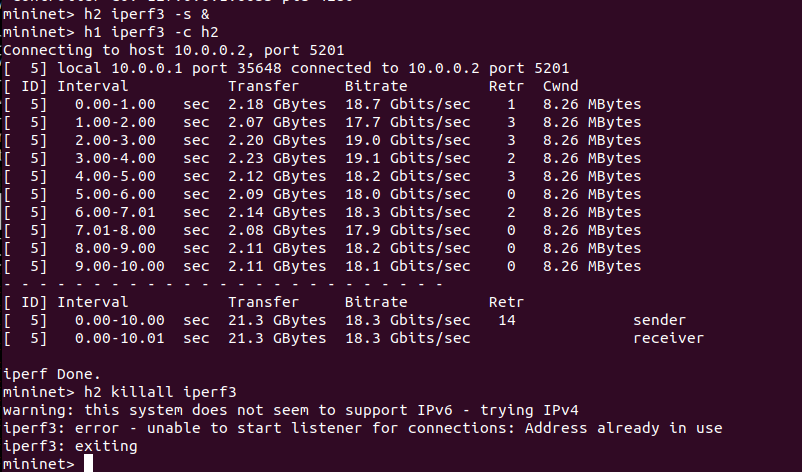 mininet> h2 iperf3 -s &
mininet> h1 iperf3 -c h2
Connecting to host 10.0.0.2, port 5201
[  5] local 10.0.0.1 port 35648 connected to 10.0.0.2 port 5201
[ ID] Interval           Transfer     Bitrate         Retr  Cwnd
[  5]   0.00-1.00   sec  2.18 GBytes  18.7 Gbits/sec    1   8.26 MBytes
[  5]   1.00-2.00   sec  2.07 GBytes  17.7 Gbits/sec    3   8.26 MBytes
[  5]   2.00-3.00   sec  2.20 GBytes  19.0 Gbits/sec    3   8.26 MBytes
[  5]   3.00-4.00   sec  2.23 GBytes  19.1 Gbits/sec    2   8.26 MBytes
[  5]   4.00-5.00   sec  2.12 GBytes  18.2 Gbits/sec    3   8.26 MBytes
[  5]   5.00-6.00   sec  2.09 GBytes  18.0 Gbits/sec    0   8.26 MBytes
[  5]   6.00-7.01   sec  2.14 GBytes  18.3 Gbits/sec    2   8.26 MBytes
[  5]   7.01-8.00   sec  2.08 GBytes  17.9 Gbits/sec    0   8.26 MBytes
[  5]   8.00-9.00   sec  2.11 GBytes  18.2 Gbits/sec    0   8.26 MBytes
[  5]   9.00-10.00  sec  2.11 GBytes  18.1 Gbits/sec    0   8.26 MBytes
- - - - - - - - - - - - - - - - - - - - - - - - -
[ ID] Interval           Transfer     Bitrate         Retr
[  5]   0.00-10.00  sec  21.3 GBytes  18.3 Gbits/sec   14             sender
[  5]   0.00-10.01  sec  21.3 GBytes  18.3 Gbits/sec                  receiver
iperf Done.
mininet> h2 killall iperf3
warning: this system does not seem to support IPv6 - trying IPv4
iperf3: error - unable to start listener for connections: Address already in use
iperf3: exiting
mininet>